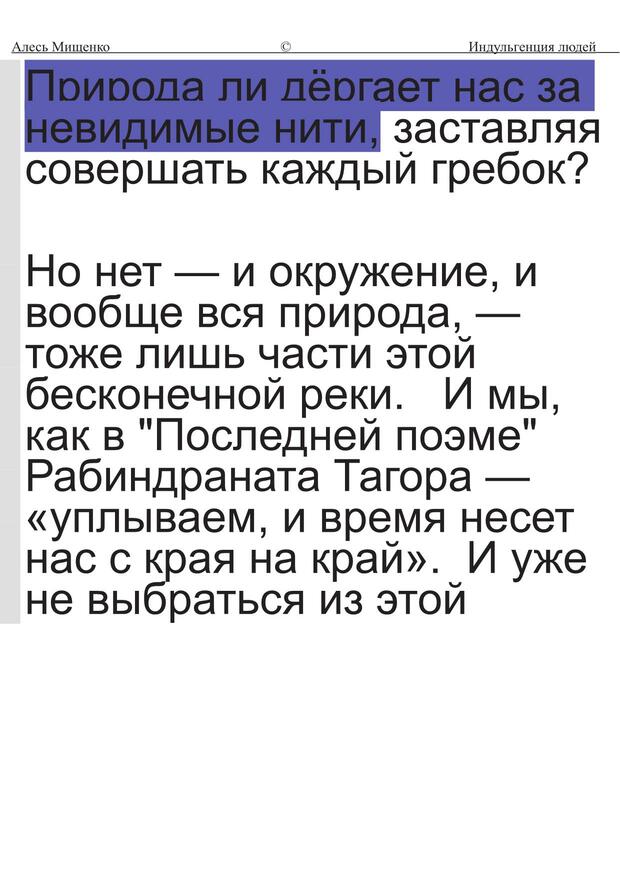 Алесь Мищенко © Индульгенция людей
Природа ли дёргает нас за
невидимые нити, заставляя
совершать каждый гребок?
Но нет — и окружение, и
вообще вся природа, —
тоже лишь части этой
бесконечной реки. И мы,
как в "Последней поэме"
Рабиндраната Тагора —
«уплываем, и время несет
нас с края на край». И уже
не выбраться из этой